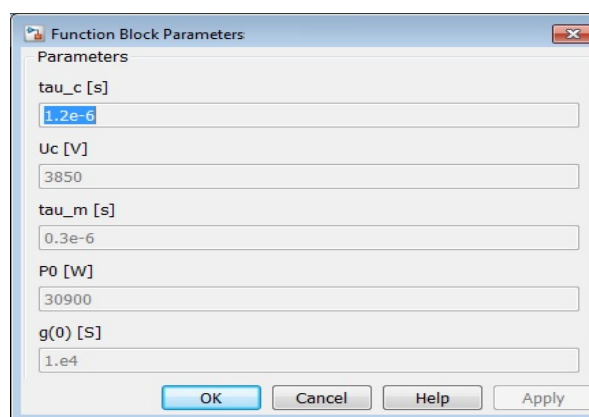 Function Block Parameters
Parameters
tau_c [s]
1.2e-6
Uc [V]
3850
tau_m [s]
0.3e-6
P0 [W]
30900
g(0) [S]
1.e4
OK Cancel Help Apply